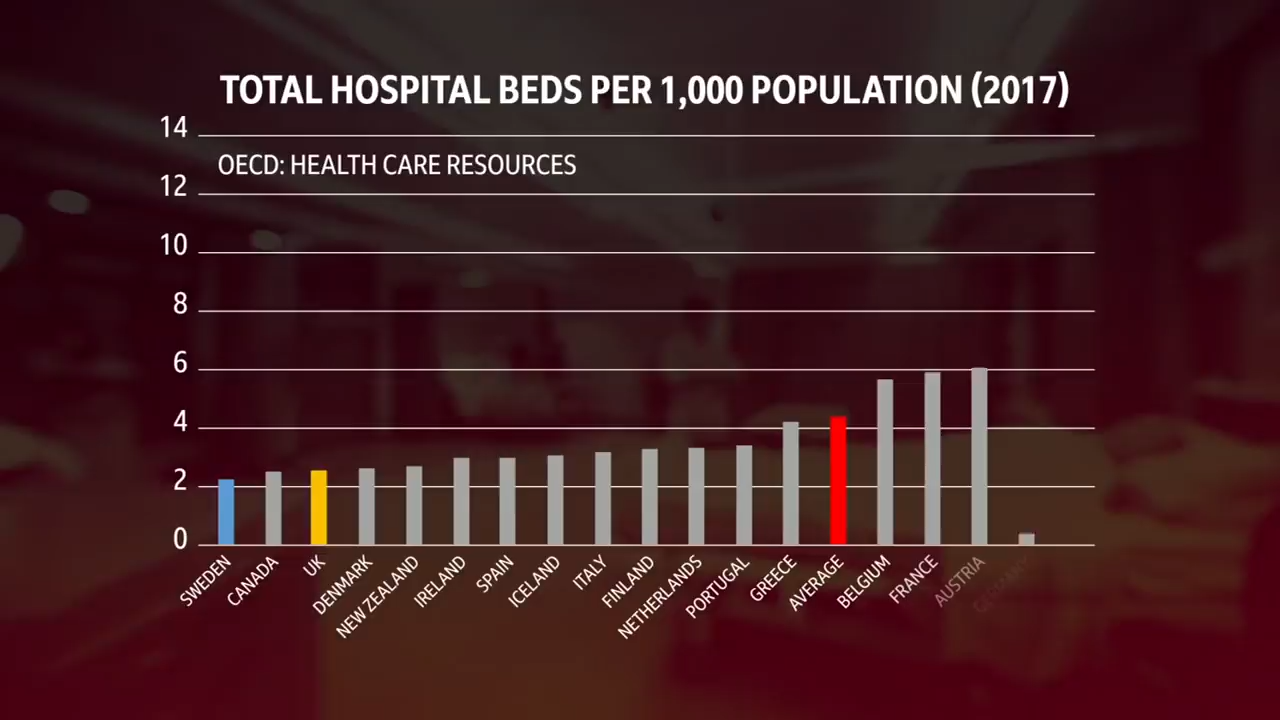 TOTAL HOSPITAL BEDS PER 1,000 POPULATION (2017)
14
OECD: HEALTH CARE RESOURCES
12
10
8
6
4
2
0
SWEDEN
CANADA
UK
DENMARK
NEW ZEALAND
IRELAND
SPAIN
ICELAND
ITALY
FINLAND
NETHERLANDS
PORTUGAL
GREECE
AVERAGE
BELGIUM
FRANCE
AUSTRIA
GERMANY